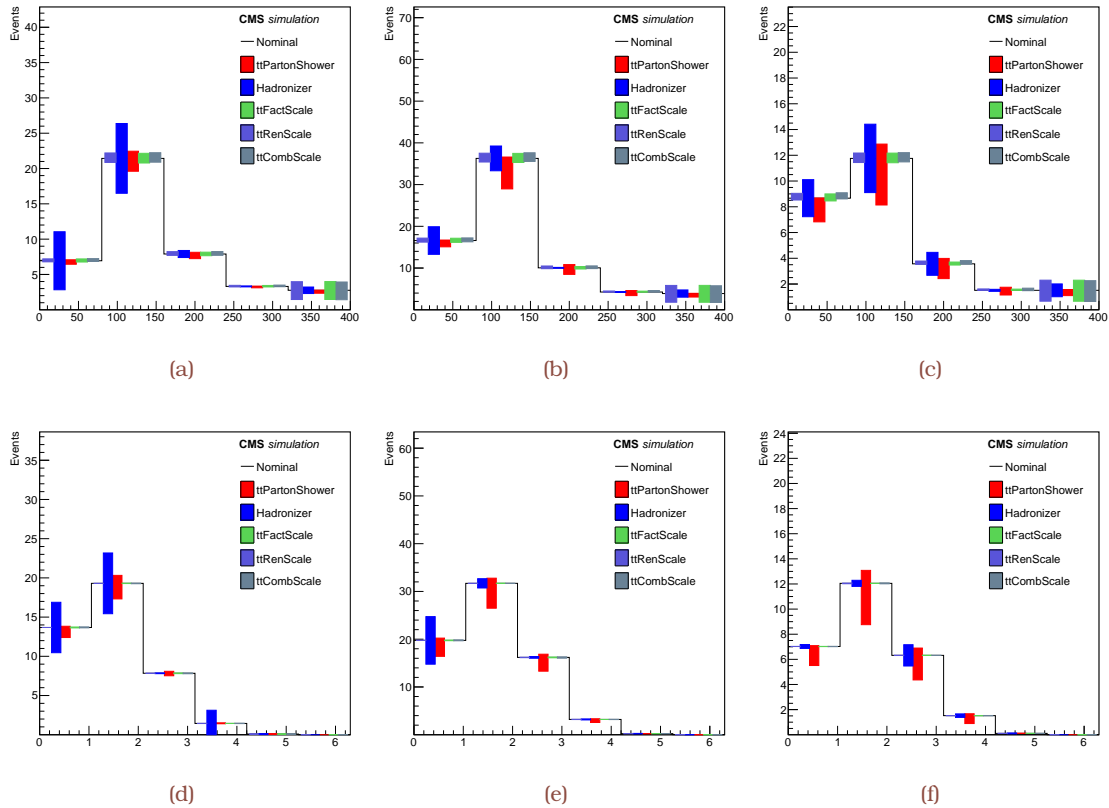 Events
40
35
30
25
20
15
10
5
0 50 100 150 200 250 300 350 400
CMS simulation
Nominal
ttPartonShower
Hadronizer
ttFactScale
ttRenScale
ttCombScale
(a)
Events
70
60
50
40
30
20
10
0 50 100 150 200 250 300 350 400
CMS simulation
Nominal
ttPartonShower
Hadronizer
ttFactScale
ttRenScale
ttCombScale
(b)
Events
22
20
18
16
14
12
10
8
6
4
2
0 50 100 150 200 250 300 350 400
CMS simulation
Nominal
ttPartonShower
Hadronizer
ttFactScale
ttRenScale
ttCombScale
(c)
Events
35
30
25
20
15
10
5
0 1 2 3 4 5 6
CMS simulation
Nominal
ttPartonShower
Hadronizer
ttFactScale
ttRenScale
ttCombScale
(d)
Events
60
50
40
30
20
10
0 1 2 3 4 5 6
CMS simulation
Nominal
ttPartonShower
Hadronizer
ttFactScale
ttRenScale
ttCombScale
(e)
Events
24
22
20
18
16
14
12
10
8
6
4
2
0 1 2 3 4 5 6
CMS simulation
Nominal
ttPartonShower
Hadronizer
ttFactScale
ttRenScale
ttCombScale
(f)